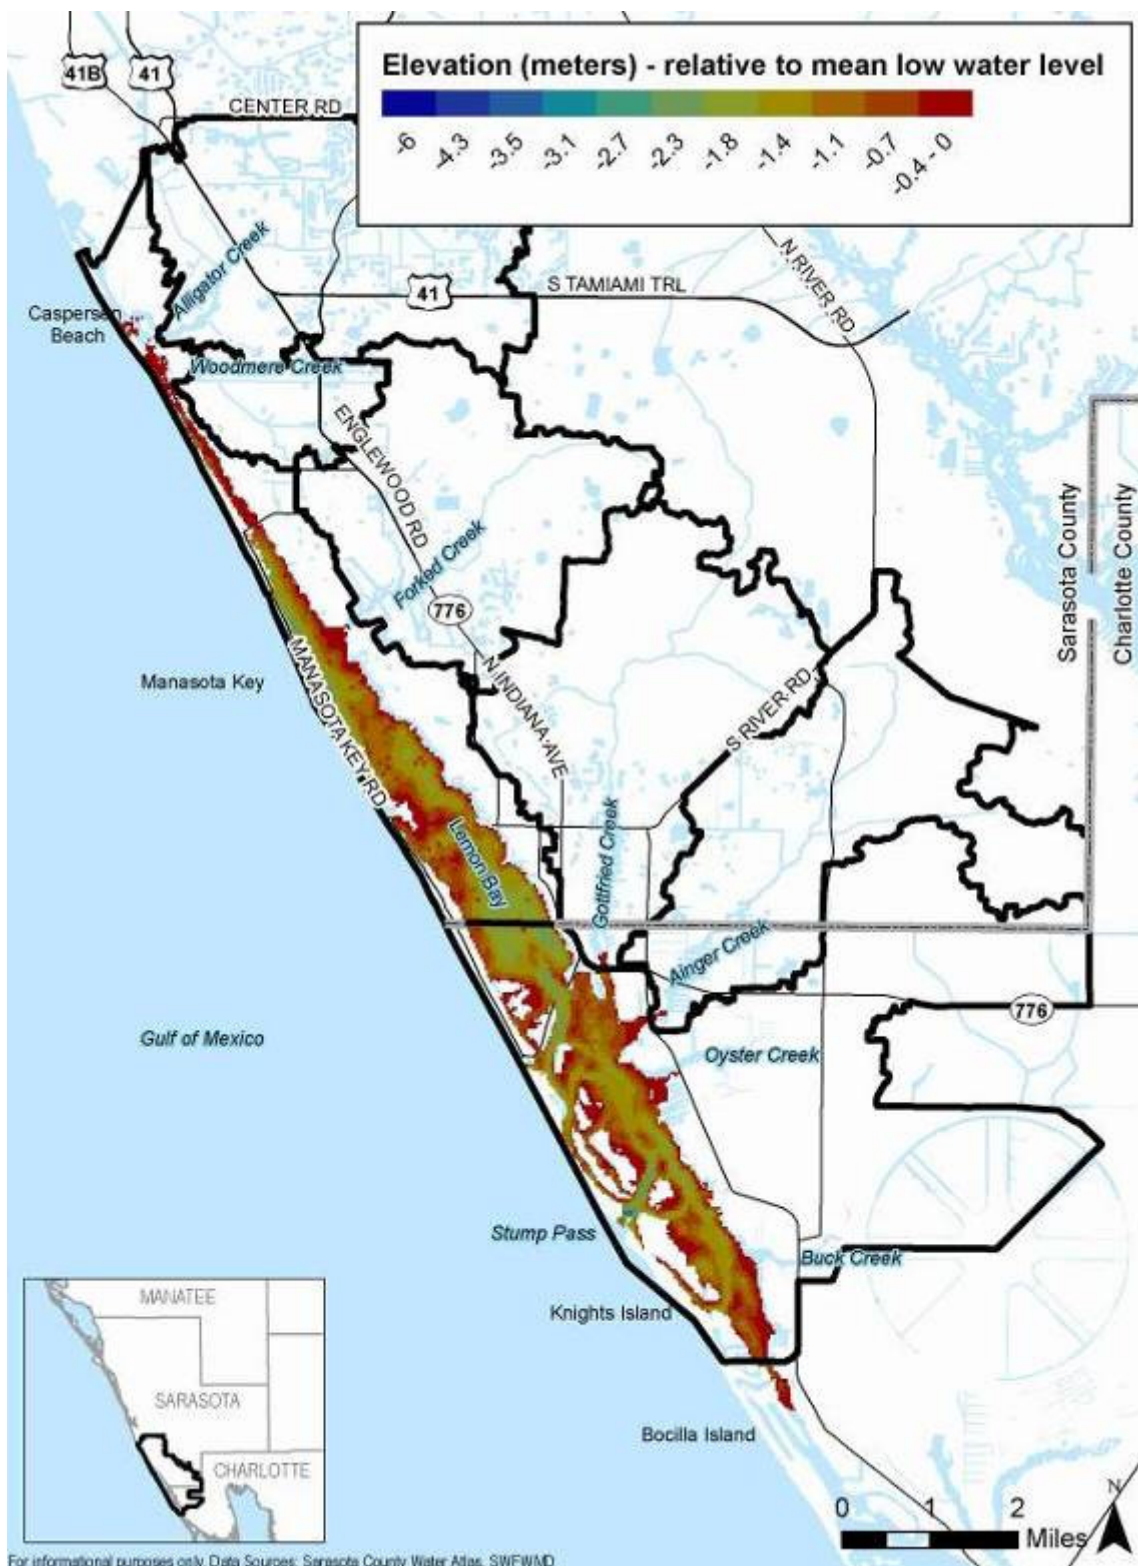 41B
41
CENTER RD
Elevation (meters) - relative to mean low water level
-6
-4.3
-3.5
-3.1
-2.7
-2.3
-1.8
-1.4
-1.1
-0.7
-0.4 - 0
Alligator Creek
N RIVER RD
41
S TAMIAMI TRL
Caspersen
Beach
Woodmere Creek
ENGLEWOOD RD
Sarasota County
Charlotte County
Forked Creek
776
MANASOTA KEY RD
Manasota Key
N INDIANA AVE
S RIVER RD
Lemon Bay
Gottfried Creek
Ainger Creek
776
Gulf of Mexico
Oyster Creek
Stump Pass
Buck Creek
Knights Island
MANATEE
SARASOTA
CHARLOTTE
Bocilla Island
N
0
1
2
Miles
For informational purposes only. Data Sources: Sarasota County Water Atlas, SWFWMD